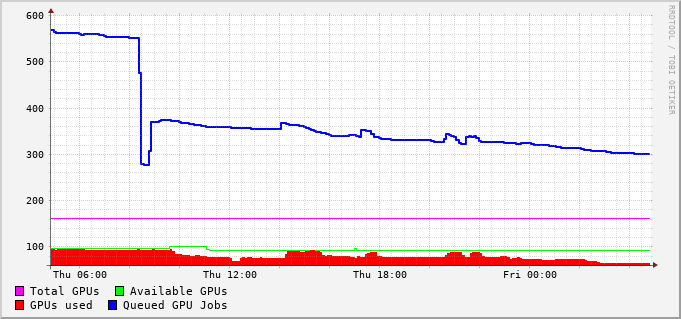 RRDTOOL / TOBI OETIKER
600
500
400
300
200
100
Thu 06:00 Thu 12:00 Thu 18:00 Fri 00:00
Total GPUs Available GPUs
GPUs used Queued GPU Jobs